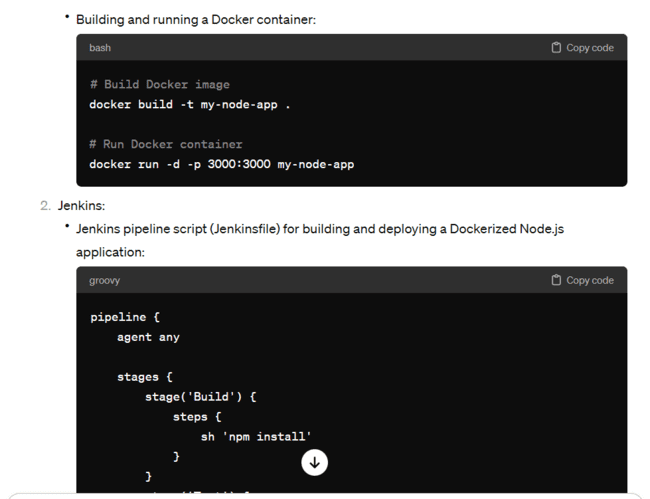 • Building and running a Docker container:
bash Copy code
# Build Docker image
docker build -t my-node-app .
# Run Docker container
docker run -d -p 3000:3000 my-node-app
2. Jenkins:
• Jenkins pipeline script (Jenkinsfile) for building and deploying a Dockerized Node.js
application:
groovy Copy code
pipeline {
    agent any
    stages {
        stage('Build') {
            steps {
                sh 'npm install'
            }
        }